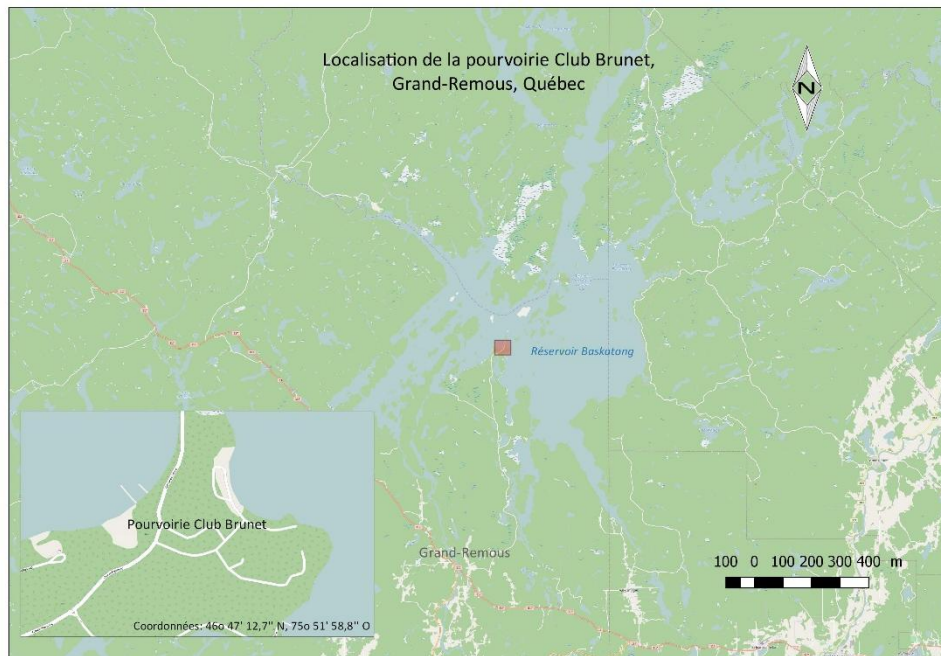 Localisation de la pourvoirie Club Brunet,
Grand-Remous, Québec
N
Réservoir Baskatong
Grand-Remous
Pourvoirie Club Brunet
Coordonnées: 46o 47' 12,7" N, 75o 51' 58,8" O
100 0 100 200 300 400 m